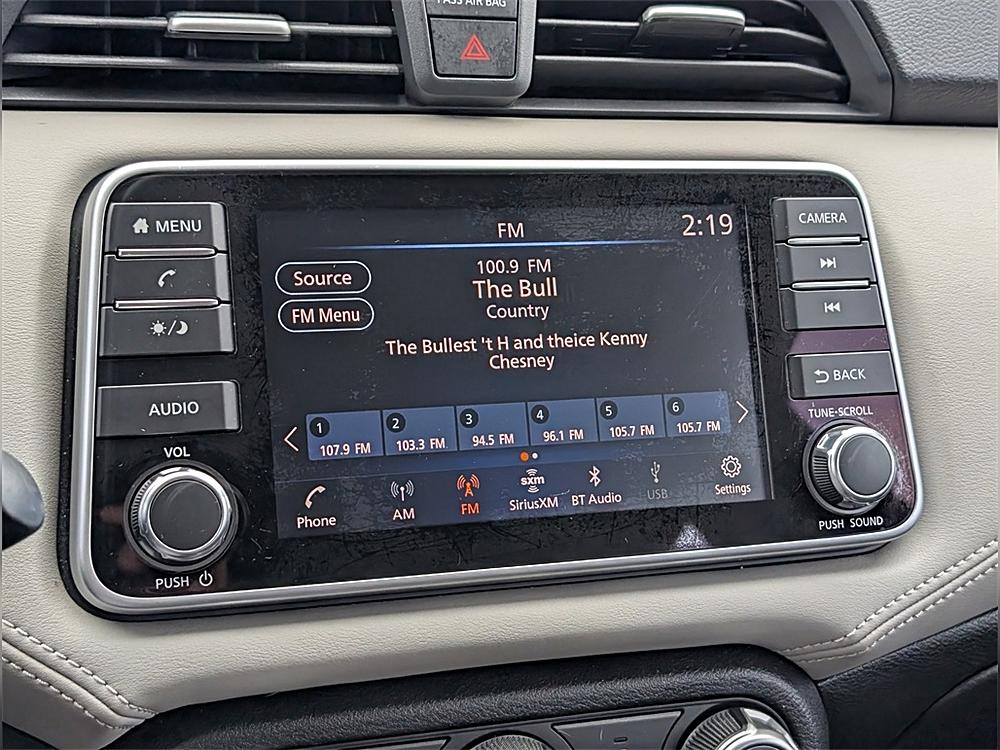 PASS AIR BAG
MENU
AUDIO
VOL
PUSH
FM
2:19
Source
FM Menu
100.9 FM
The Bull
Country
The Bullest 't H and theice Kenny
Chesney
1 107.9 FM
2 103.3 FM
3 94.5 FM
4 96.1 FM
5 105.7 FM
6 105.7 FM
Phone
AM
FM
sxm
SiriusXM
BT Audio
USB
Settings
CAMERA
BACK
TUNE·SCROLL
PUSH SOUND